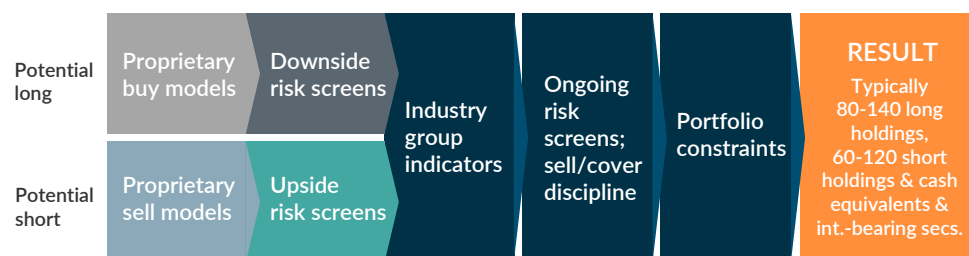 Potential
long
Proprietary
buy models
Downside
risk screens
Potential
short
Proprietary
sell models
Upside
risk screens
Industry
group
indicators
Ongoing
risk
screens;
sell/cover
discipline
Portfolio
constraints
RESULT
Typically
80-140 long
holdings,
60-120 short
holdings & cash
equivalents &
int.-bearing secs.